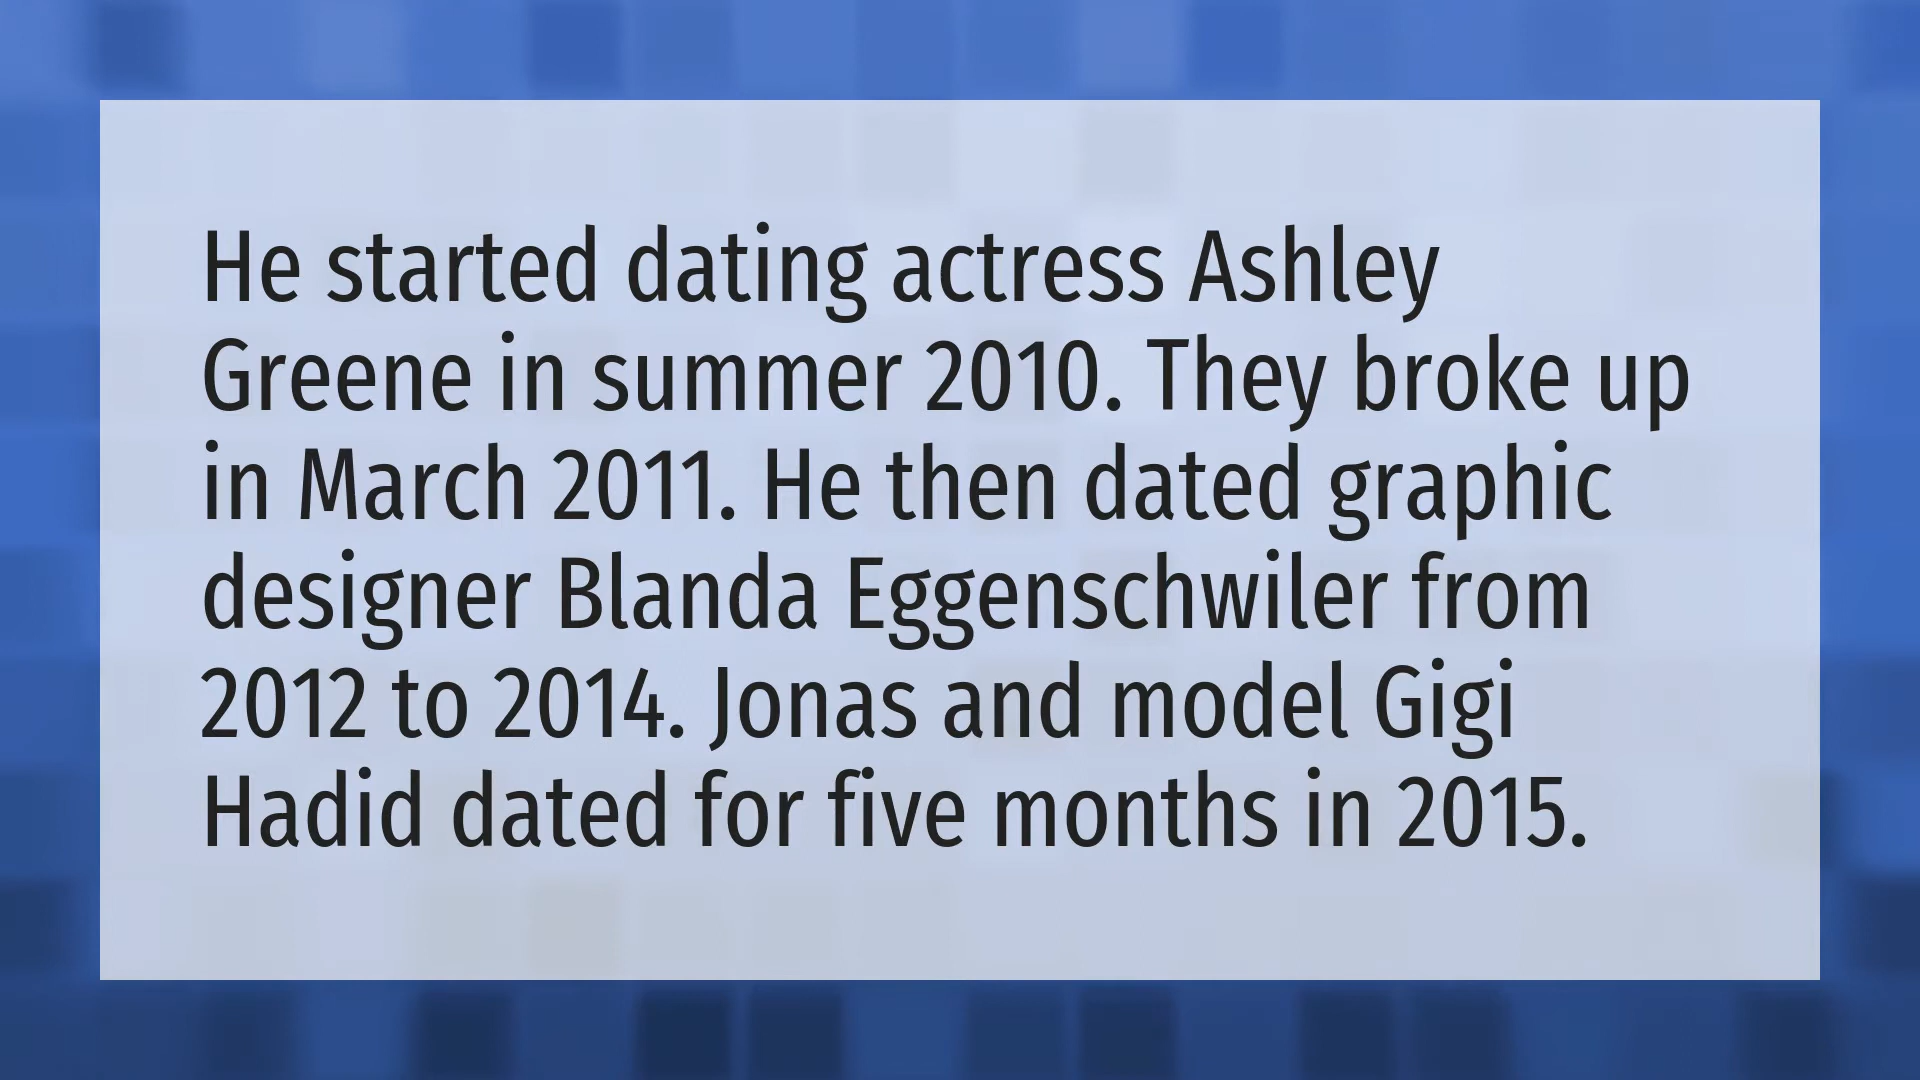 He started dating actress Ashley
Greene in summer 2010. They broke up
in March 2011. He then dated graphic
designer Blanda Eggenschwiler from
2012 to 2014. Jonas and model Gigi
Hadid dated for five months in 2015.